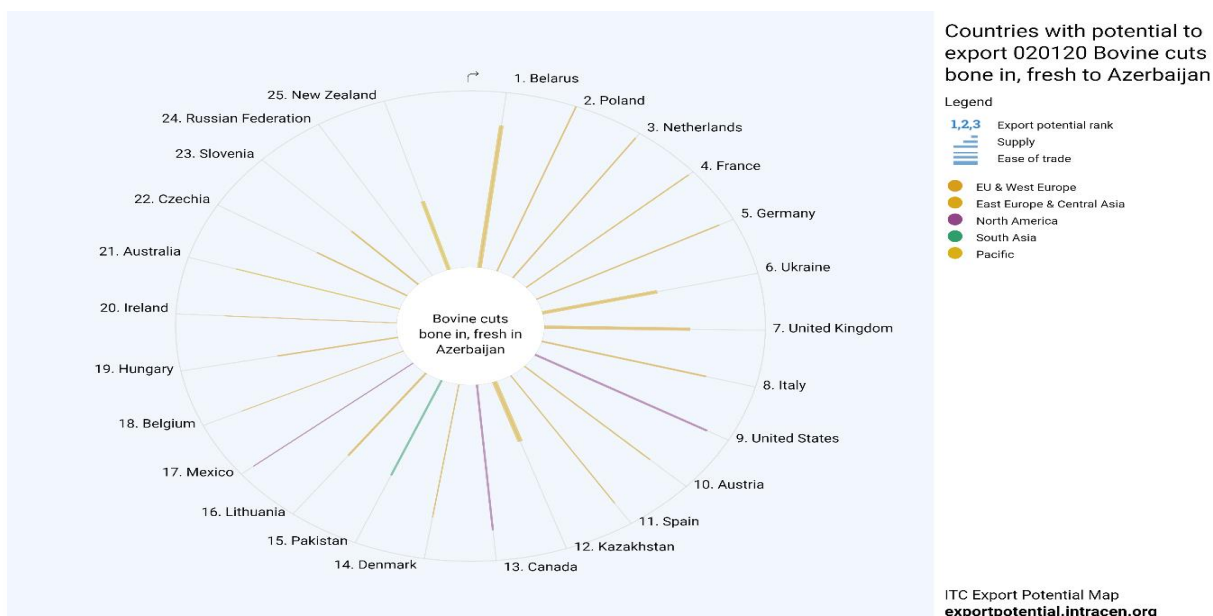 Countries with potential to
export 020120 Bovine cuts
bone in, fresh to Azerbaijan
Legend
1,2,3 Export potential rank
Supply
Ease of trade
EU & West Europe
East Europe & Central Asia
North America
South Asia
Pacific
1. Belarus
2. Poland
3. Netherlands
4. France
5. Germany
6. Ukraine
7. United Kingdom
8. Italy
9. United States
10. Austria
11. Spain
12. Kazakhstan
13. Canada
14. Denmark
15. Pakistan
16. Lithuania
17. Mexico
18. Belgium
19. Hungary
20. Ireland
21. Australia
22. Czechia
23. Slovenia
24. Russian Federation
25. New Zealand
Bovine cuts
bone in, fresh in
Azerbaijan
ITC Export Potential Map
exportpotential.intracen.org